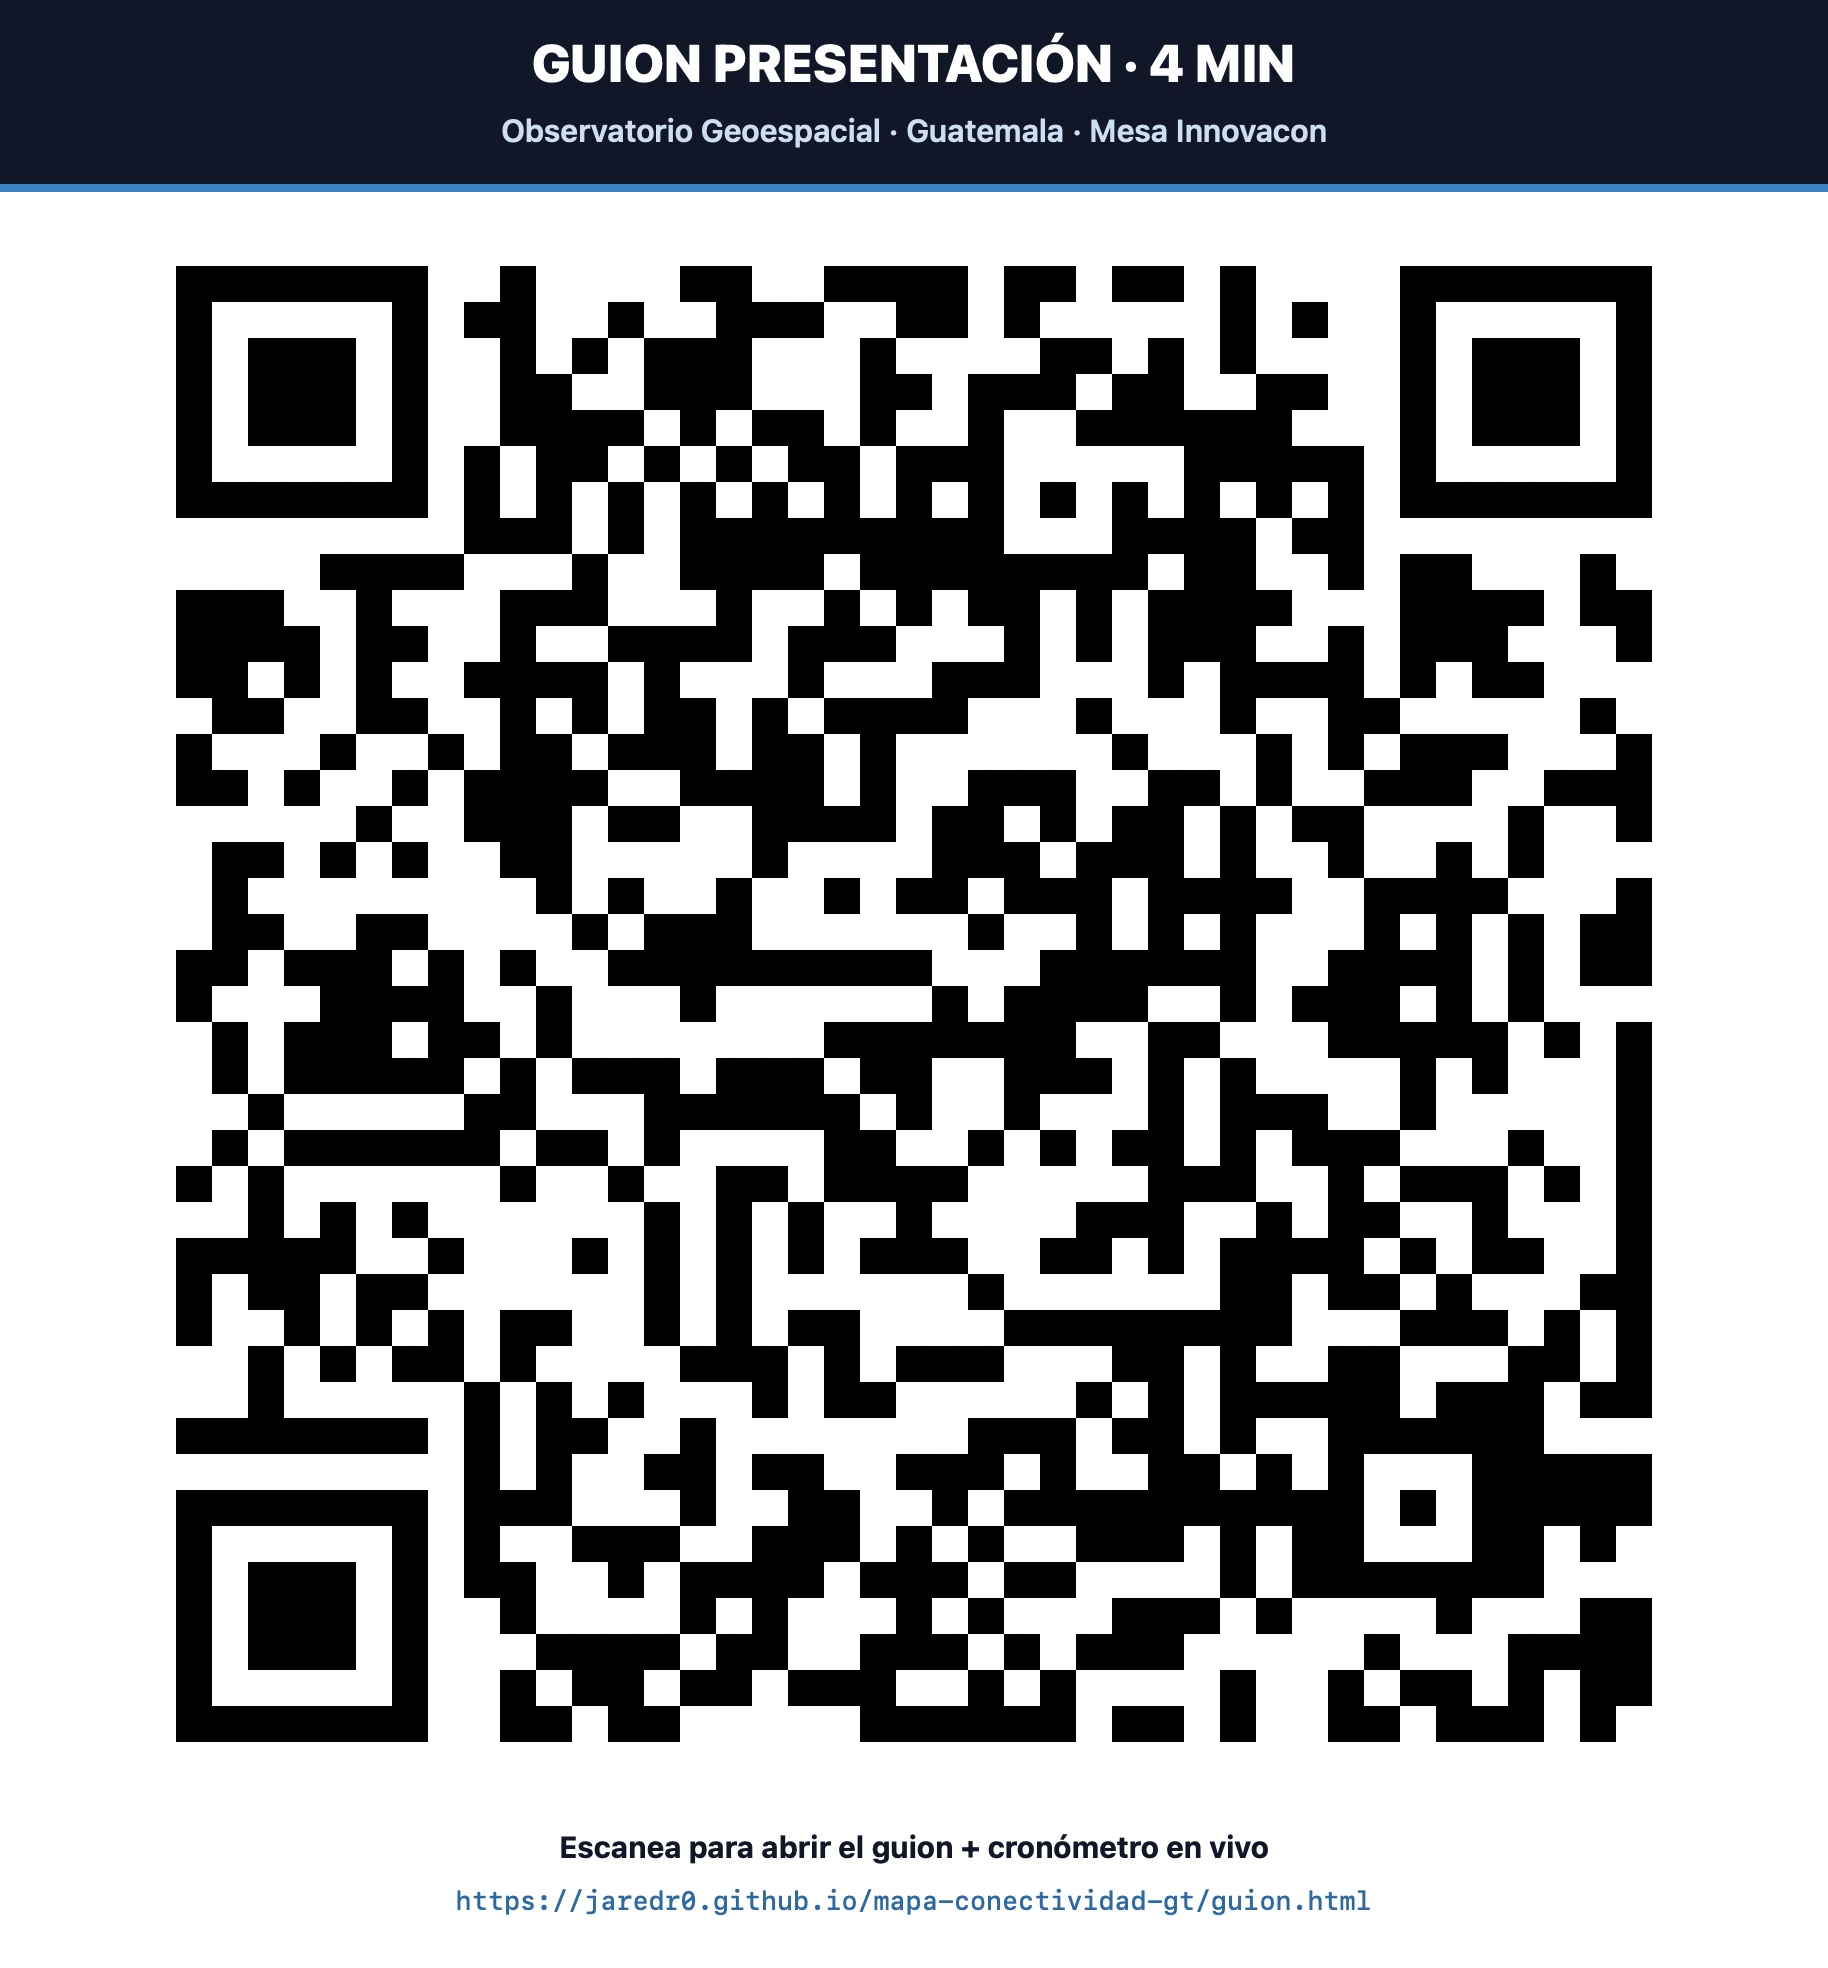 GUION PRESENTACIÓN · 4 MIN
Observatorio Geoespacial · Guatemala · Mesa Innovacon
Escanea para abrir el guion + cronómetro en vivo
https://jaredr0.github.io/mapa-conectividad-gt/guion.html